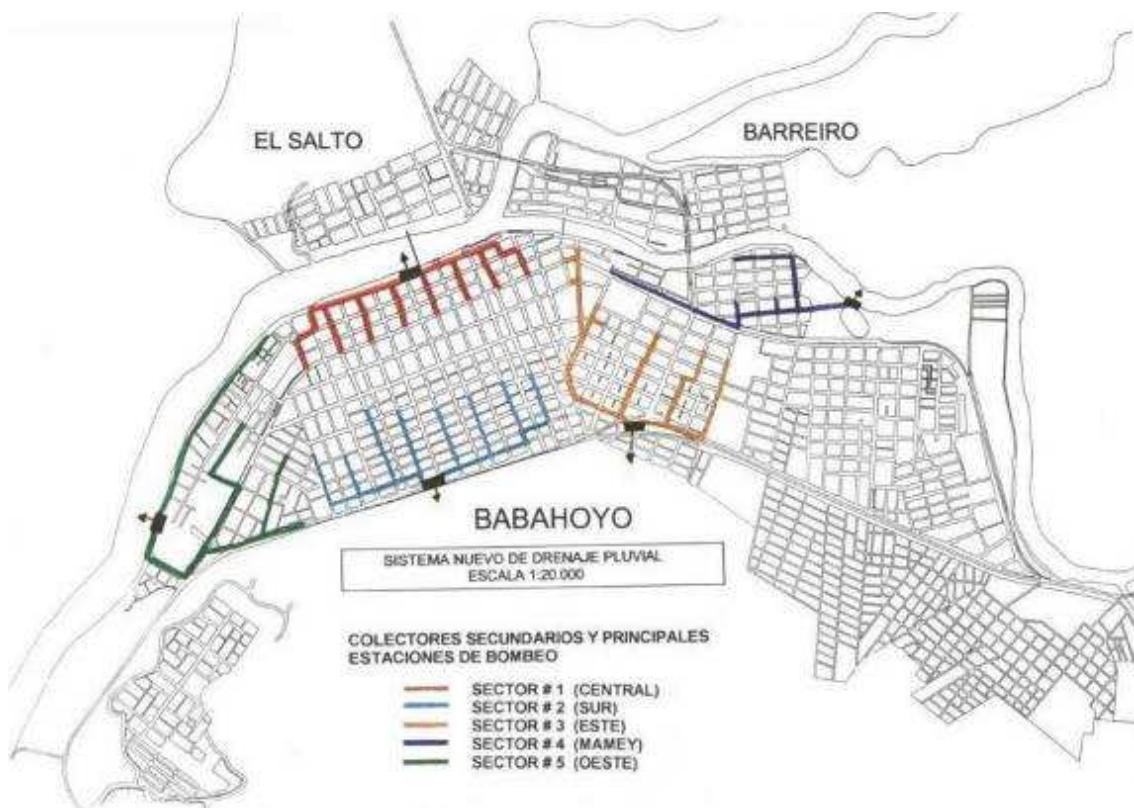 EL SALTO
BARREIRO
BABAHOYO
SISTEMA NUEVO DE DRENAJE PLUVIAL
ESCALA 1:20.000
COLECTORES SECUNDARIOS Y PRINCIPALES
ESTACIONES DE BOMBEO
SECTOR # 1 (CENTRAL)
SECTOR # 2 (SUR)
SECTOR # 3 (ESTE)
SECTOR # 4 (MAMEY)
SECTOR # 5 (OESTE)